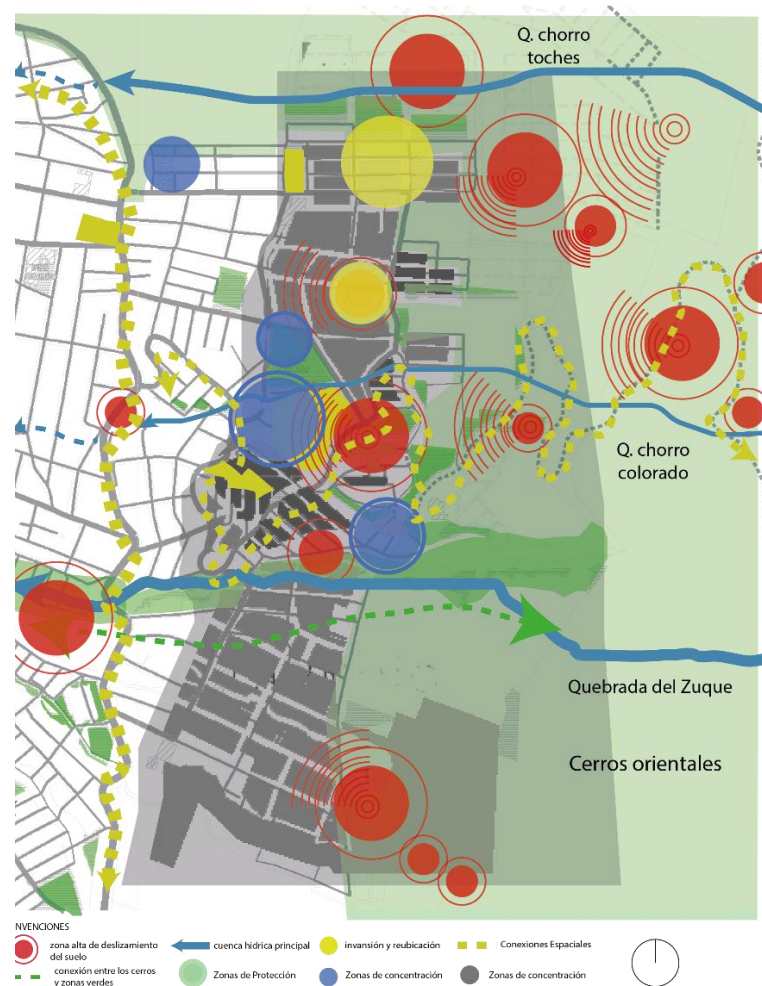 Q. chorro
toches
Q. chorro
colorado
Quebrada del Zuque
Cerros orientales
NVENCIONES
zona alta de deslizamiento
del suelo
cuenca hidrica principal
invansión y reubicación
Conexiones Espaciales
conexión entre los cerros
y zonas verdes
Zonas de Protección
Zonas de concentración
Zonas de concentración